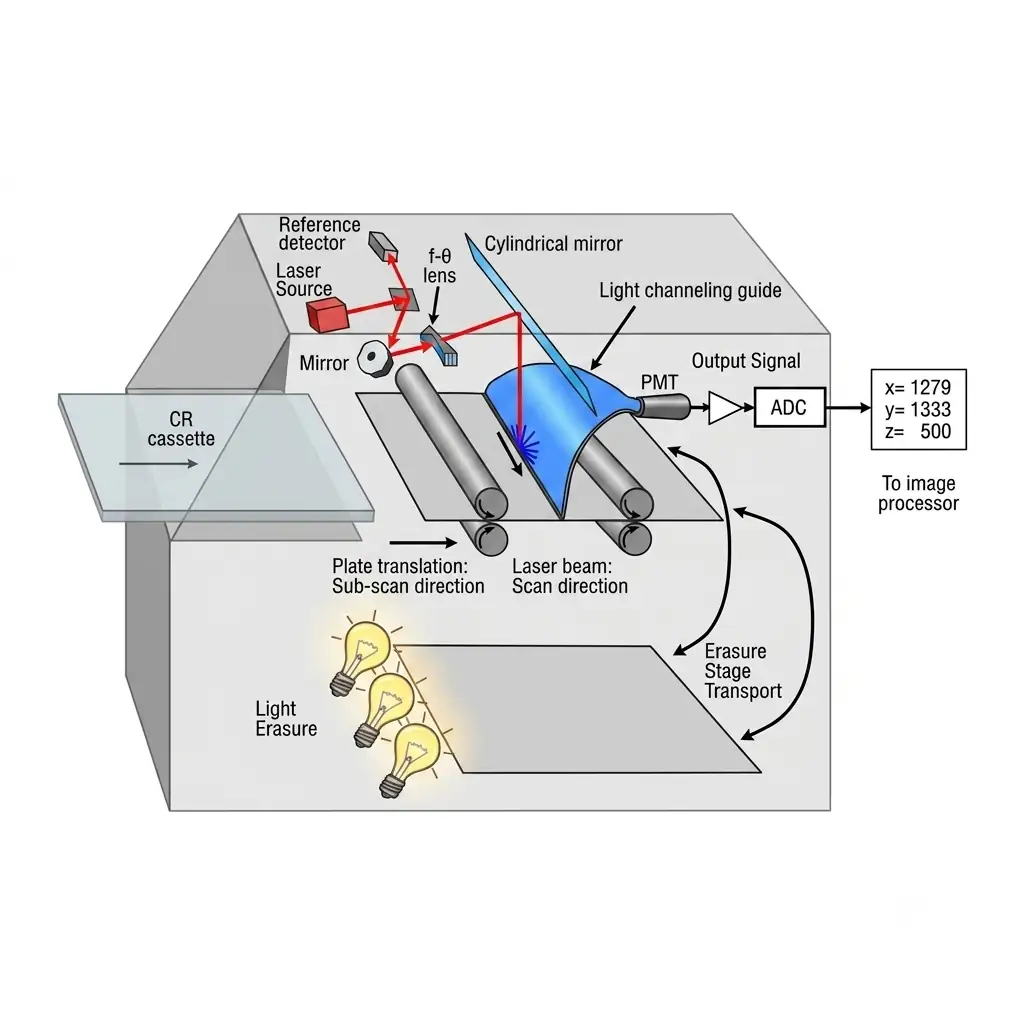 Reference
detector
Laser
Source
f-θ
lens
Cylindrical mirror
Light channeling guide
Mirror
Output Signal
PMT
ADC
x= 1279
y= 1333
z= 500
To image
processor
CR
cassette
Plate translation:
Sub-scan direction
Laser beam:
Scan direction
Erasure
Stage
Transport
Light
Erasure